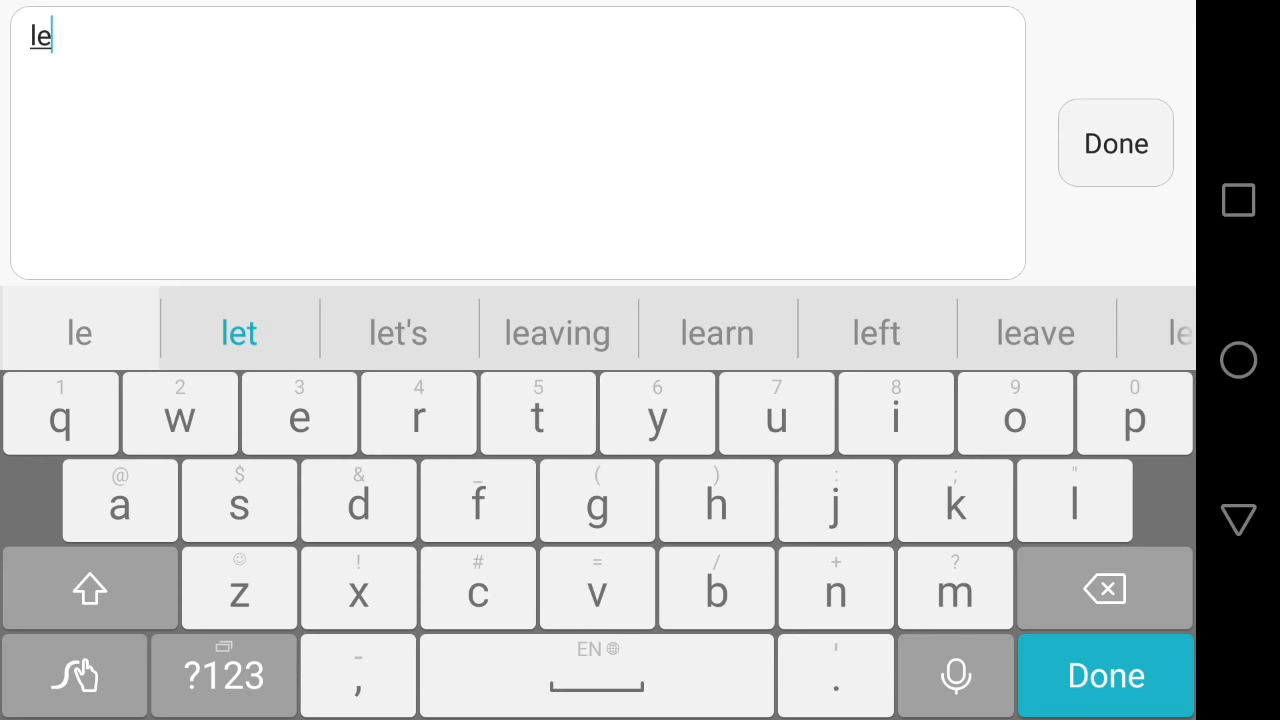 le
Done
le let let's leaving learn left leave le
1 2 3 4 5 6 7 8 9 0
q w e r t y u i o p
@ $ & _ ( ) : ; "
a s d f g h j k l
! # = / + ?
z x c v b n m
- EN '
?123 , . Done